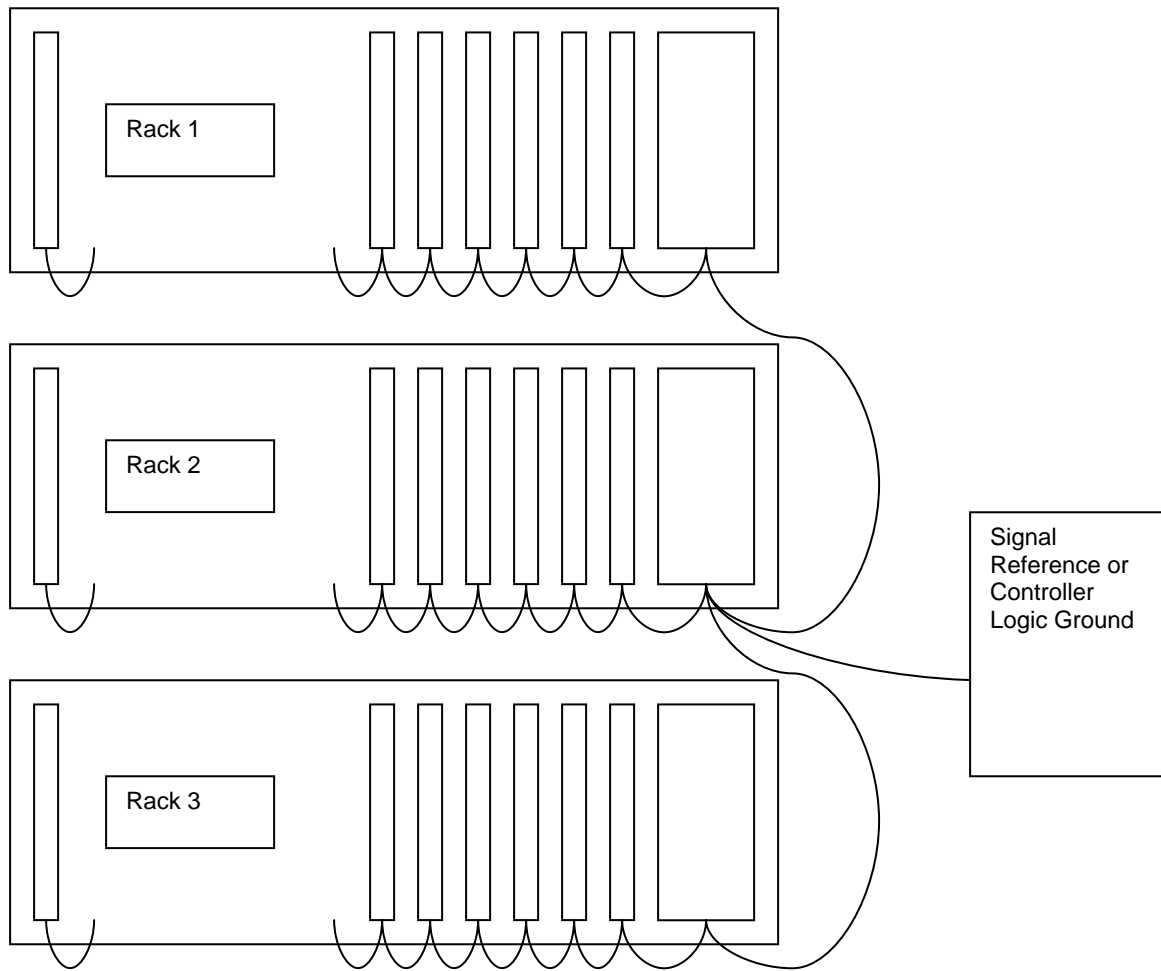 Rack 1
Rack 2
Signal
Reference or
Controller
Logic Ground
Rack 3